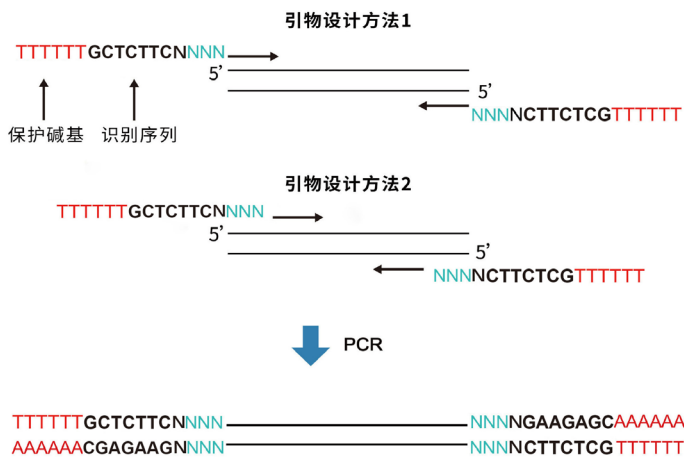 引物设计方法1
TTTTTTGCTCTTCNNNN
5'
5'
NNNNCTTCTCGTTTTTT
保护碱基 识别序列
引物设计方法2
TTTTTTGCTCTTCNNNN
5'
5'
NNNNCTTCTCGTTTTTT
PCR
TTTTTTGCTCTTCNNNN NNNNGAAGAGCAAAAAA
AAAAAACGAGAAGNNNN NNNNCTTCTCGTTTTTT